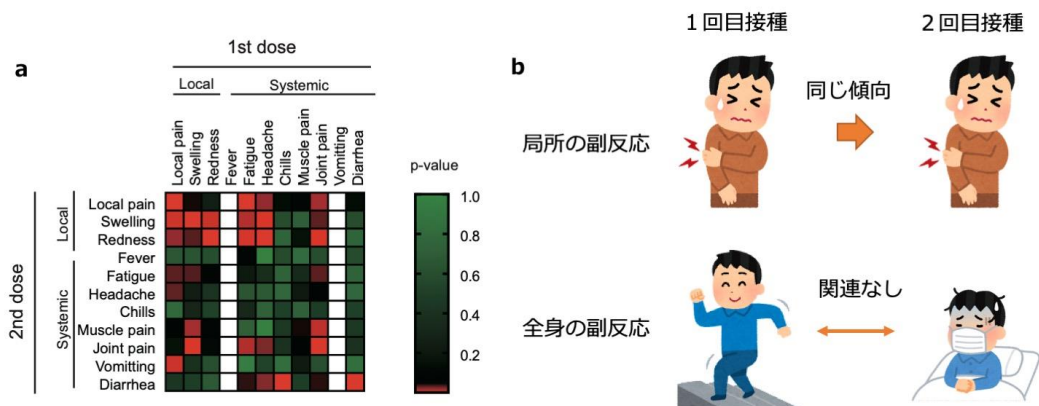 a
1st dose
Local
Systemic
Local pain
Swelling
Redness
Fever
Fatigue
Headache
Chills
Muscle pain
Joint pain
Vomitting
Diarrhea
2nd dose
Local
Systemic
Local pain
Swelling
Redness
Fever
Fatigue
Headache
Chills
Muscle pain
Joint pain
Vomitting
Diarrhea
p-value
1.0
0.8
0.6
0.4
0.2
b
1回目接種
2回目接種
局所の副反応
同じ傾向
全身の副反応
関連なし